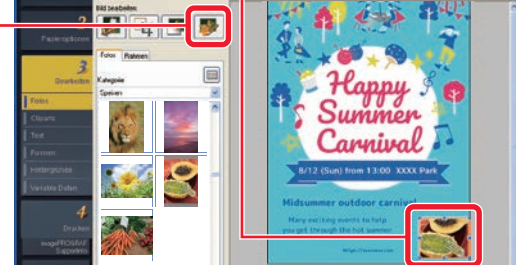 Bild bearbeiten:
2
Papieroptionen
3
Bearbeiten
Fotos
Cliparts
Text
Formen
Hintergründe
Variable Daten
4
Drucken
imagePROGRAF
Supportinfo
Fotos Rahmen
Kategorie
Speisen
Happy
Summer
Carnival
8/12 (Sun) from 13:00 XXXX Park
Midsummer outdoor carnival
Many exciting events to help
you get through the hot summer